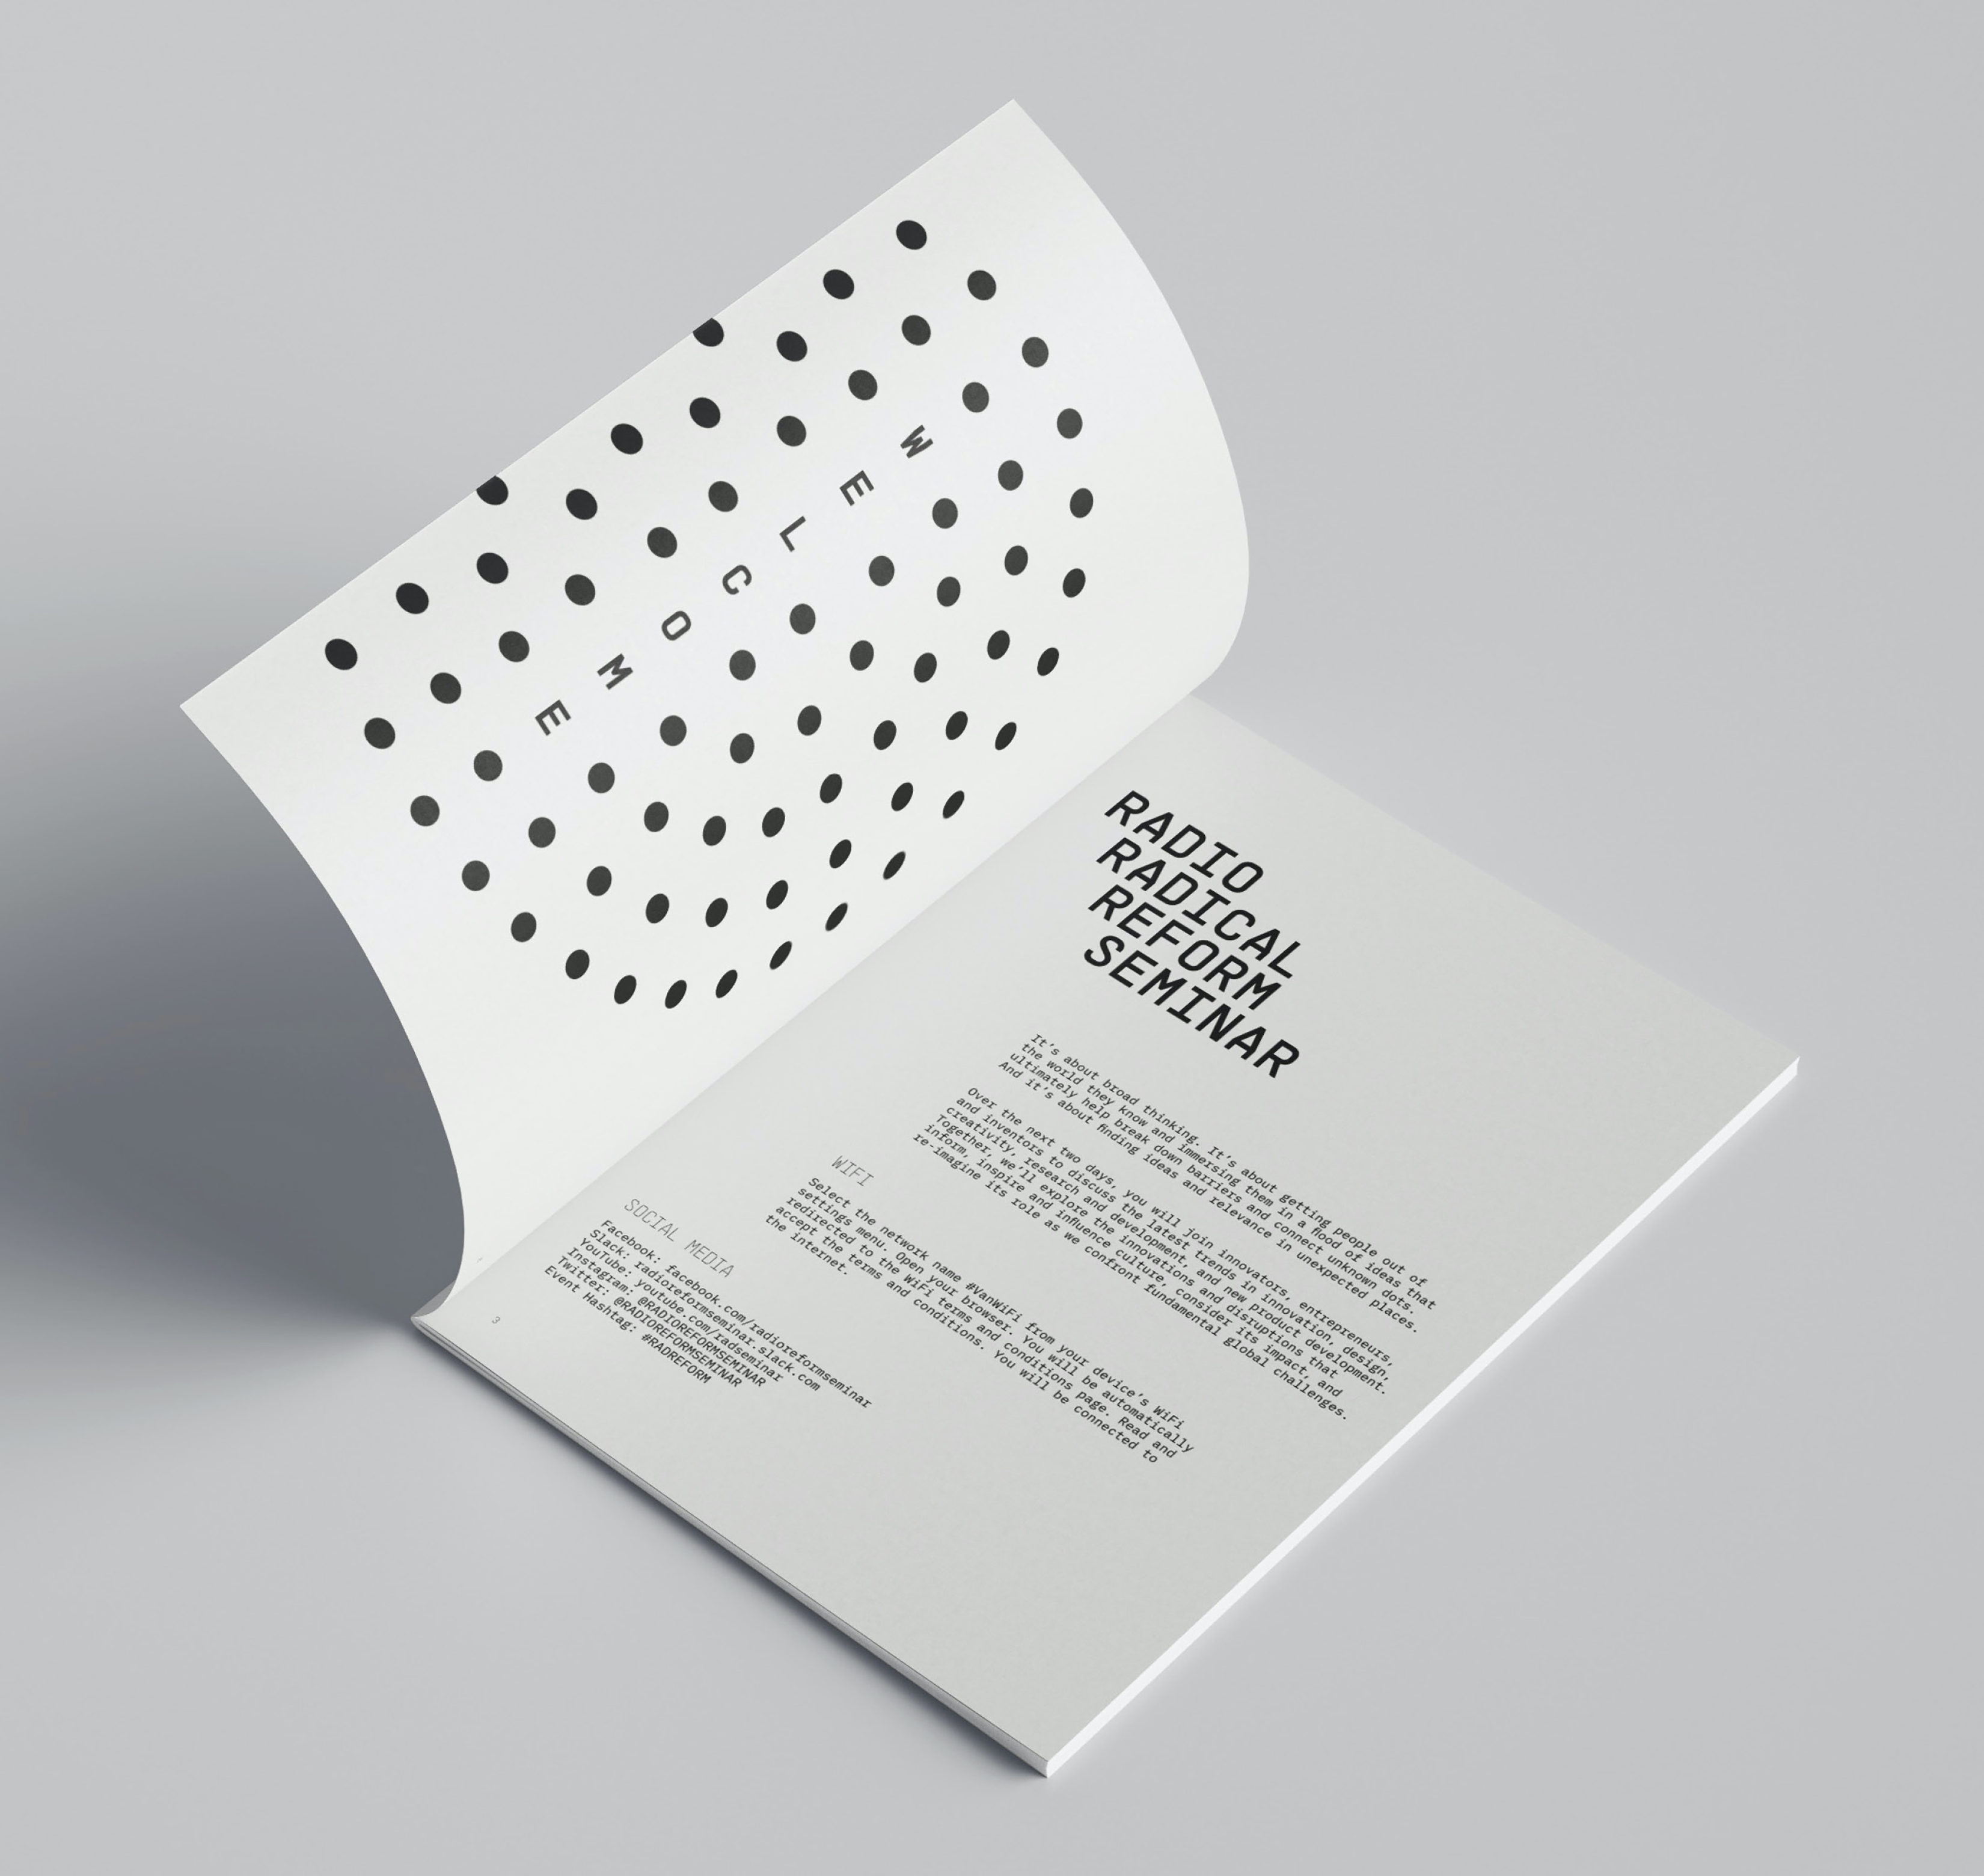 WELCOME
RADIO
RADICAL
REFORM
SEMINAR
It's about broad thinking. It's about getting people out of
the world they know and immersing them in a flood of ideas that
ultimately help break down barriers and connect unknown dots.
And it's about finding ideas and relevance in unexpected places.
Over the next two days, you will join innovators, entrepreneurs,
and inventors to discuss the latest trends in innovation, design,
creativity, research and development, and new product development.
Together, we'll explore the innovations and disruptions that
inform, inspire and influence culture, consider its impact, and
re-imagine its role as we confront fundamental global challenges.
WIFI
Select the network name #VanWiFi from your device's WiFi
settings menu. Open your browser. You will be automatically
redirected to the WiFi terms and conditions page. Read and
accept the terms and conditions. You will be connected to
the internet.
SOCIAL MEDIA
Facebook: facebook.com/radioreformseminar
Slack: radioreformseminar.slack.com
YouTube: youtube.com/radseminar
Instagram: @RADIOREFORMSEMINAR
Twitter: @RADIOREFORMSEMINAR
Event Hashtag: #RADREFORM
3